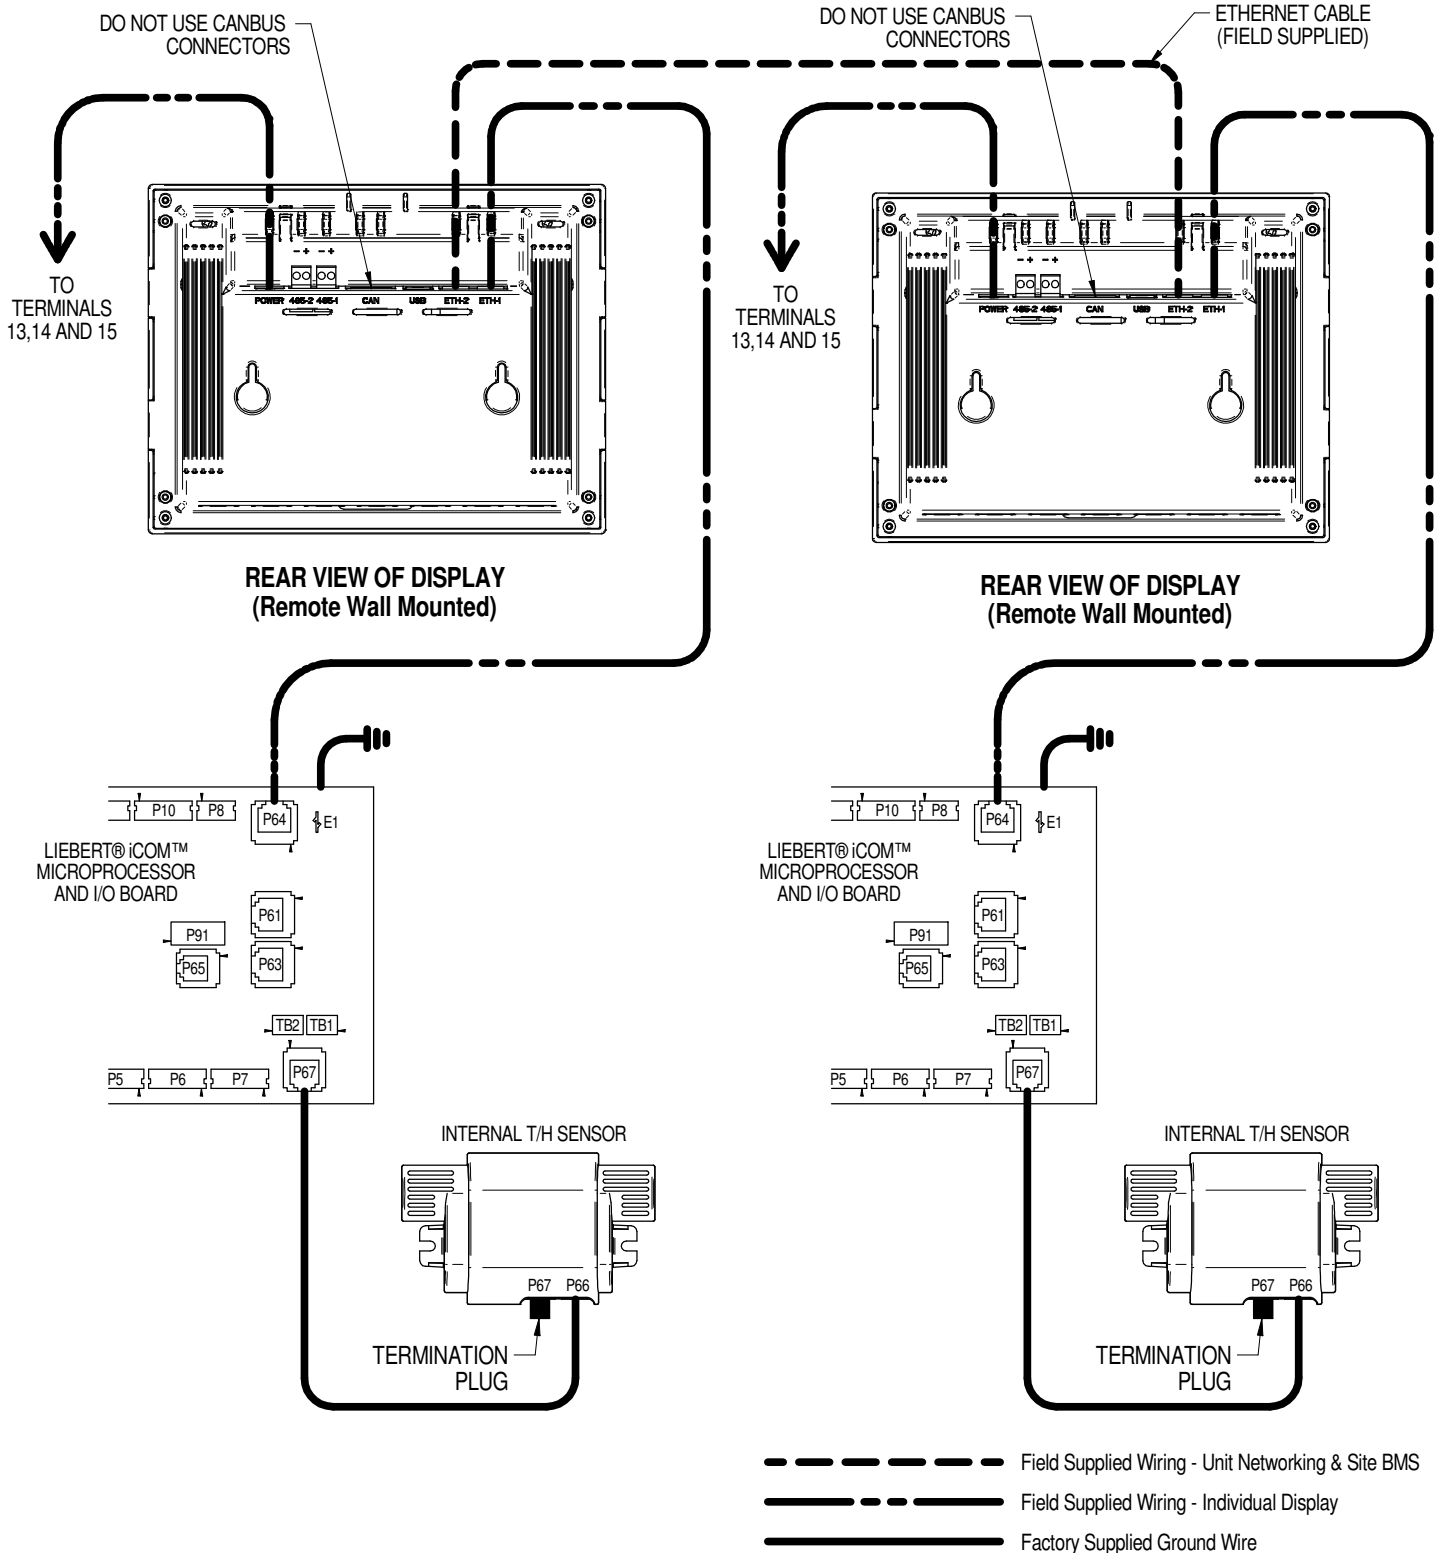 DO NOT USE CANBUS
CONNECTORS
DO NOT USE CANBUS
CONNECTORS
ETHERNET CABLE
(FIELD SUPPLIED)
TO
TERMINALS
13,14 AND 15
- + - +
POWER 485-2 485-1 CAN USB ETH-2 ETH-1
TO
TERMINALS
13,14 AND 15
- + - +
POWER 485-2 485-1 CAN USB ETH-2 ETH-1
REAR VIEW OF DISPLAY
(Remote Wall Mounted)
REAR VIEW OF DISPLAY
(Remote Wall Mounted)
P10 P8 P64 E1
LIEBERT® iCOM™
MICROPROCESSOR
AND I/O BOARD
P61
P91
P65 P63
TB2 TB1
P5 P6 P7 P67
P10 P8 P64 E1
LIEBERT® iCOM™
MICROPROCESSOR
AND I/O BOARD
P61
P91
P65 P63
TB2 TB1
P5 P6 P7 P67
INTERNAL T/H SENSOR
P67 P66
TERMINATION
PLUG
INTERNAL T/H SENSOR
P67 P66
TERMINATION
PLUG
Field Supplied Wiring - Unit Networking & Site BMS
Field Supplied Wiring - Individual Display
Factory Supplied Ground Wire